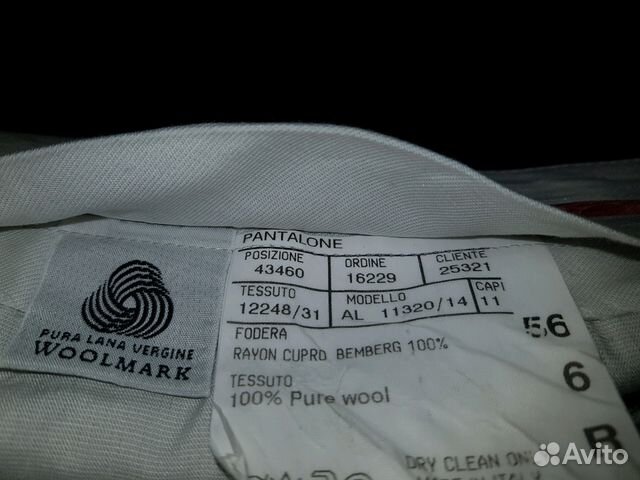 PURA LANA VERGINE
WOOLMARK
PANTALONE
POSIZIONE ORDINE CLIENTE
43460 16229 25321
TESSUTO MODELLO CAPI
12248/31 AL 11320/14 11
FODERA 56
RAYON CUPRO BEMBERG 100%
6
TESSUTO
100% Pure wool
R
DRY CLEAN ON
Avito